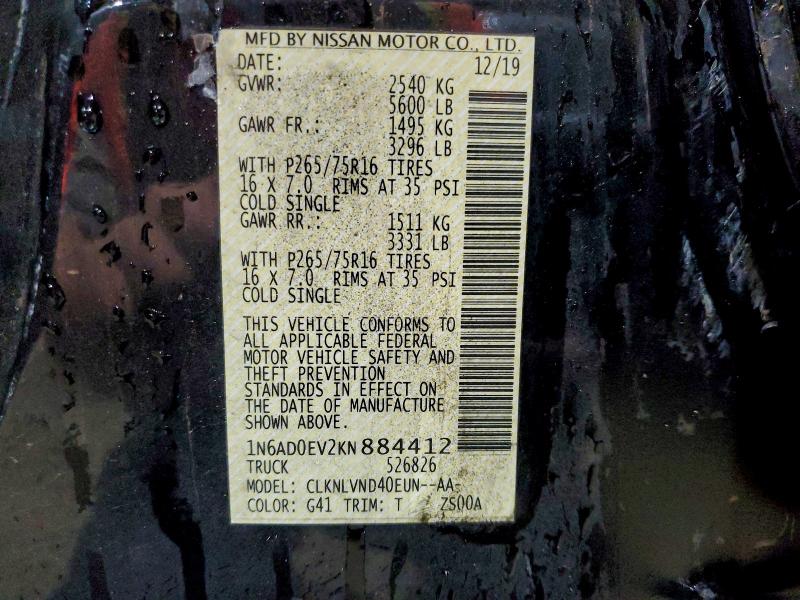 MFD BY NISSAN MOTOR CO., LTD.
DATE: 12/19
GVWR: 2540 KG
5600 LB
GAWR FR.: 1495 KG
3296 LB
WITH P265/75R16 TIRES
16 X 7.0 RIMS AT 35 PSI
COLD SINGLE
GAWR RR.: 1511 KG
3331 LB
WITH P265/75R16 TIRES
16 X 7.0 RIMS AT 35 PSI
COLD SINGLE
THIS VEHICLE CONFORMS TO
ALL APPLICABLE FEDERAL
MOTOR VEHICLE SAFETY AND
THEFT PREVENTION
STANDARDS IN EFFECT ON
THE DATE OF MANUFACTURE
SHOWN ABOVE.
1N6AD0EV2KN884412
TRUCK 526826
MODEL: CLKNLVND40EUN--AA-
COLOR: G41 TRIM: T ZS00A